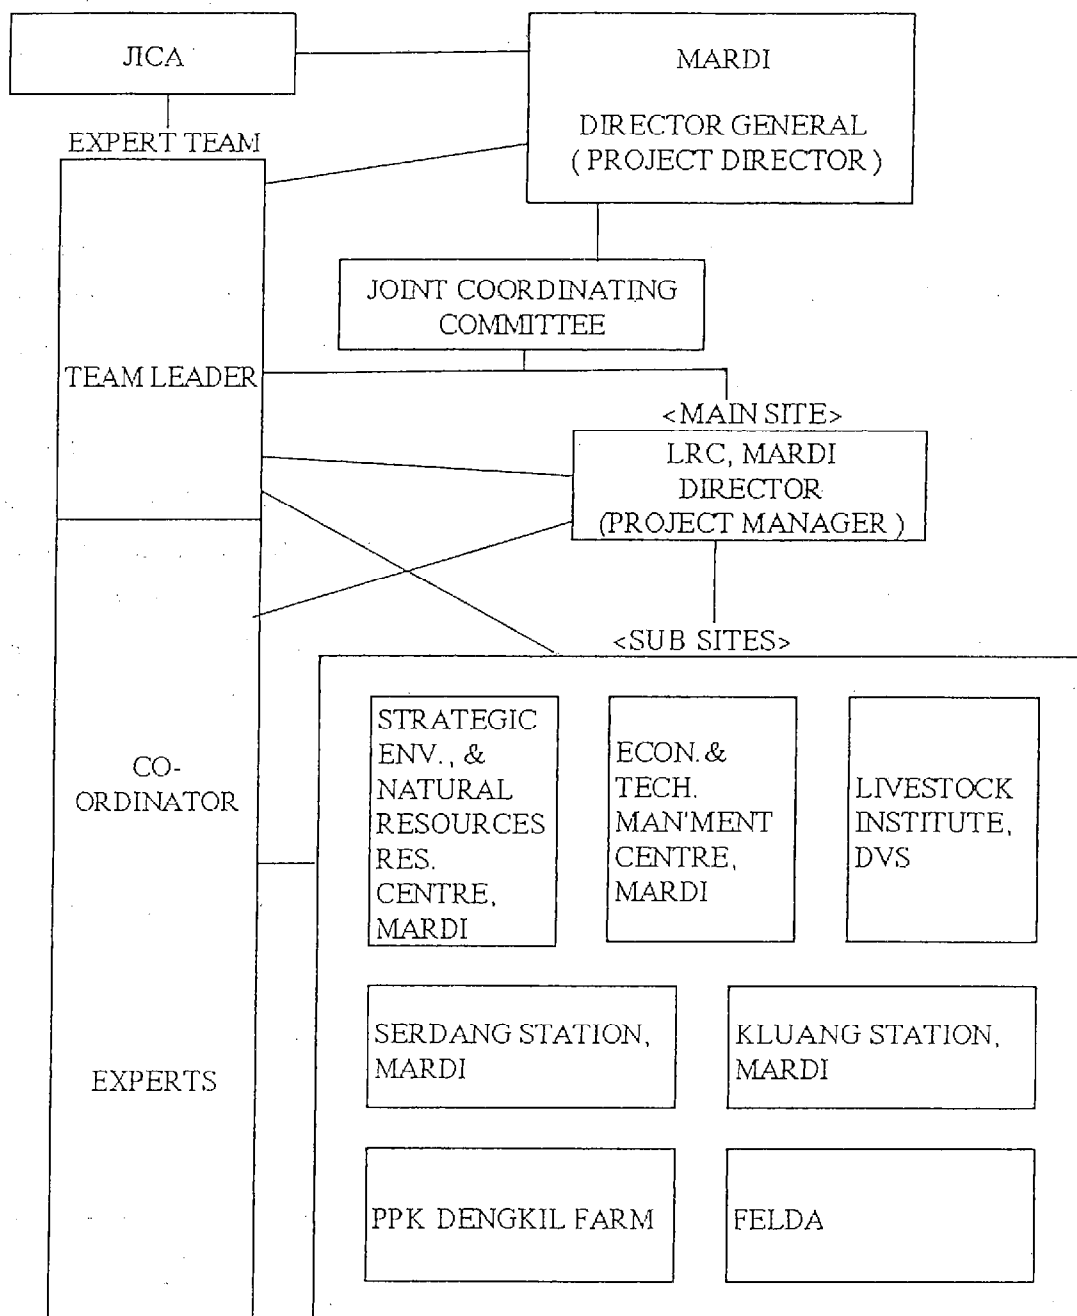 JICA
MARDI
DIRECTOR GENERAL
( PROJECT DIRECTOR )
EXPERT TEAM
JOINT COORDINATING
COMMITTEE
TEAM LEADER
<MAIN SITE>
LRC, MARDI
DIRECTOR
(PROJECT MANAGER )
<SUB SITES>
CO-
ORDINATOR
EXPERTS
STRATEGIC
ENV., &
NATURAL
RESOURCES
RES.
CENTRE,
MARDI
ECON. &
TECH.
MAN'MENT
CENTRE,
MARDI
LIVESTOCK
INSTITUTE,
DVS
SERDANG STATION,
MARDI
KLUANG STATION,
MARDI
PPK DENGKIL FARM
FELDA